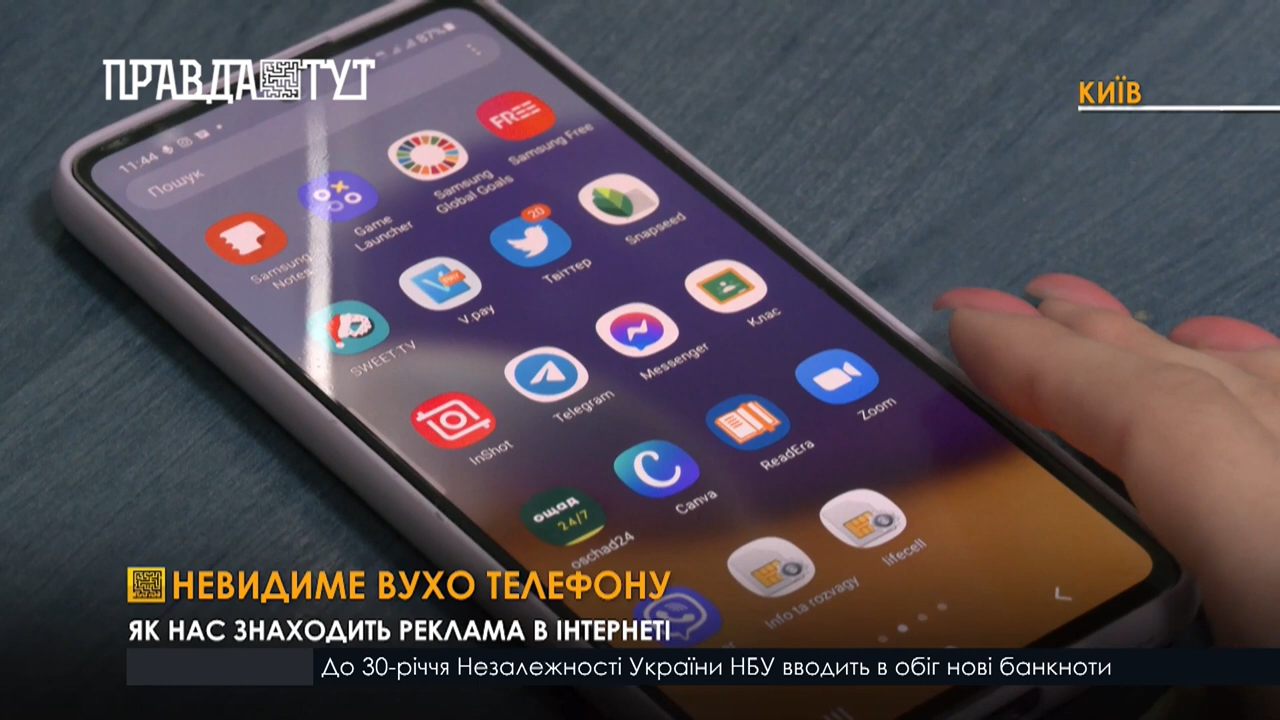 ПРАВДА ТУТ
КИЇВ
87%
11:44
Пошук
Samsung Notes
Game Launcher
Samsung Global Goals
FREE
Samsung Free
SWEET TV
V.pay
20
Твіттер
Snapseed
InShot
Telegram
Messenger
Клас
ощад 24/7
oschad24
Canva
ReadEra
Zoom
Info ta rozvagy
lifecell
НЕВИДИМЕ ВУХО ТЕЛЕФОНУ
ЯК НАС ЗНАХОДИТЬ РЕКЛАМА В ІНТЕРНЕТІ
До 30-річчя Незалежності України НБУ вводить в обіг нові банкноти